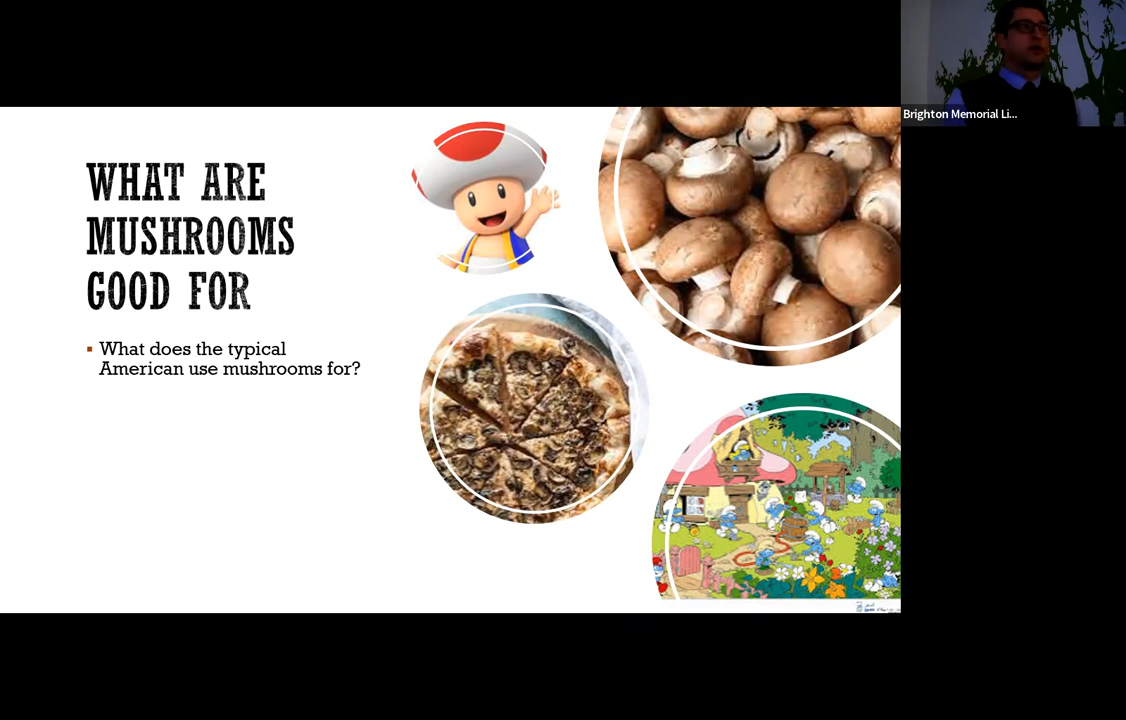 WHAT ARE
MUSHROOMS
GOOD FOR
▪ What does the typical
American use mushrooms for?
Brighton Memorial Li...